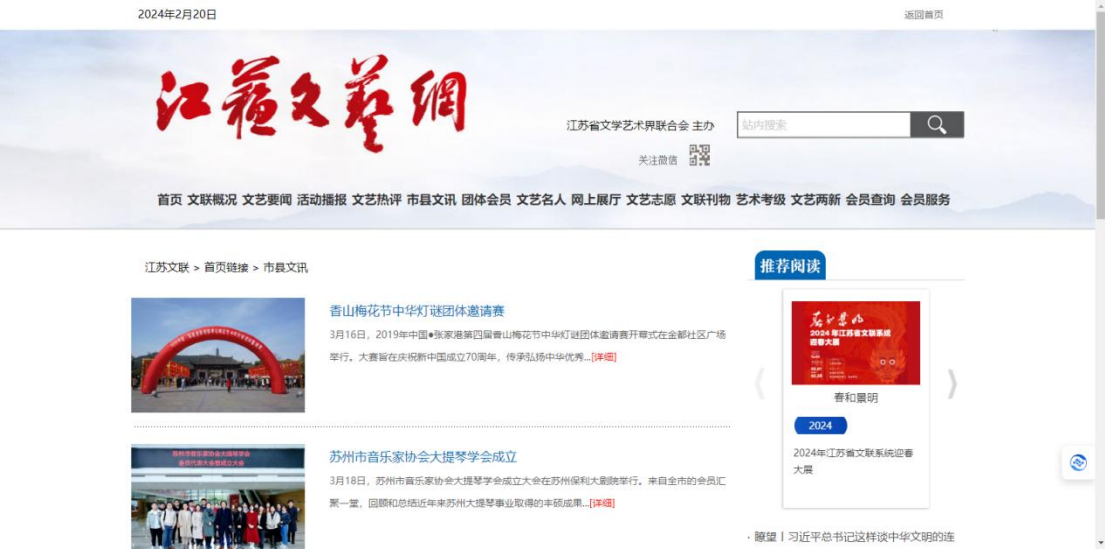 2024年2月20日
返回首页
江苏文艺網
江苏省文学艺术界联合会 主办
站内搜索
关注微信
首页 文联概况 文艺要闻 活动播报 文艺热评 市县文讯 团体会员 文艺名人 网上展厅 文艺志愿 文联刊物 艺术考级 文艺两新 会员查询 会员服务
江苏文联 > 首页链接 > 市县文讯
香山梅花节中华灯谜团体邀请赛
3月16日，2019年中国●张家港第四届香山梅花节中华灯谜团体邀请赛开幕式在金都社区广场
举行。大赛旨在庆祝新中国成立70周年，传承弘扬中华优秀...[详细]
苏州市音乐家协会大提琴学会
会员代表大会暨成立大会
苏州市音乐家协会大提琴学会成立
3月18日，苏州市音乐家协会大提琴学会成立大会在苏州保利大剧院举行。来自全市的会员汇
聚一堂，回顾和总结近年来苏州大提琴事业取得的丰硕成果...[详细]
推荐阅读
春和景明
2024 年江苏省文联系统
迎春大展
春和景明
2024
2024年江苏省文联系统迎春
大展
· 瞭望丨习近平总书记这样谈中华文明的连